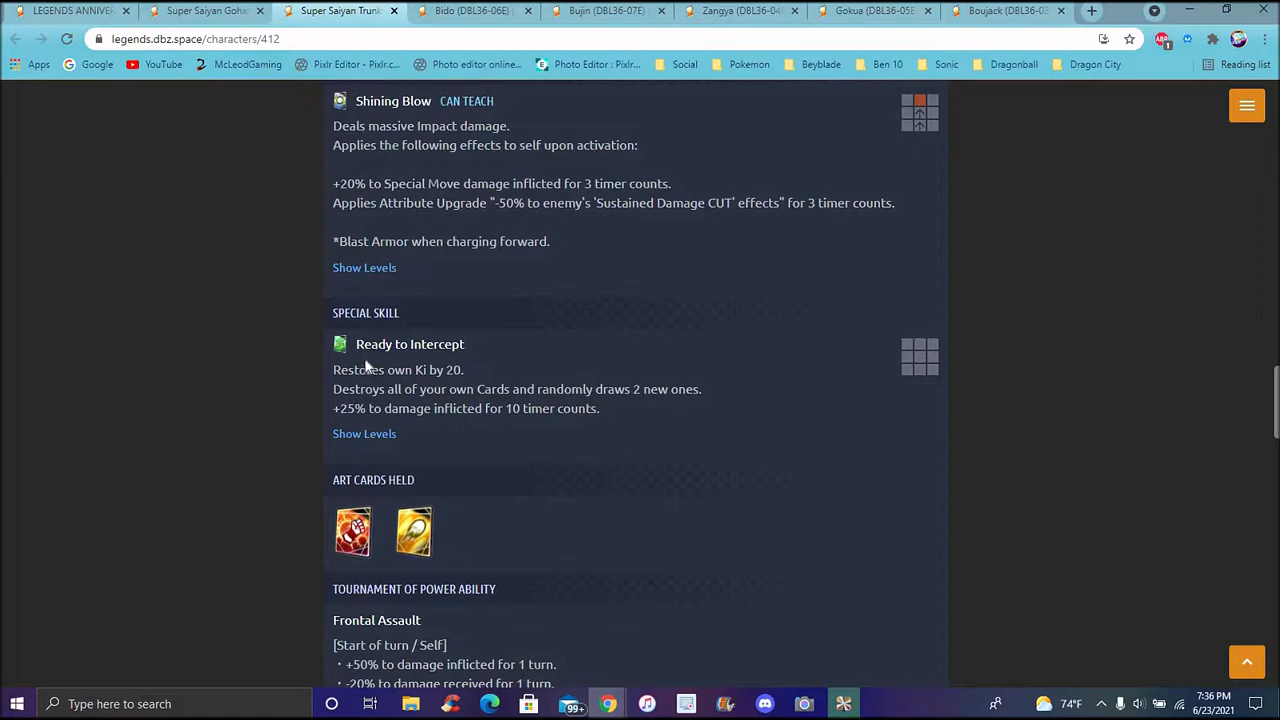 LEGENDS ANNIVER
Super Saiyan Goha
Super Saiyan Trunk
Bido (DBL36-06E)
Bujin (DBL36-07E)
Zangya (DBL36-04
Gokua (DBL36-05E
Boujack (DBL36-03
legends.dbz.space/characters/412
ABP
1
Apps
Google
YouTube
McLeodGaming
Pixlr Editor - Pixlr.c...
Photo editor online...
Photo Editor : Pixlr...
Social
Pokemon
Beyblade
Ben 10
Sonic
Dragonball
Dragon City
Reading list
Shining Blow CAN TEACH
Deals massive Impact damage.
Applies the following effects to self upon activation:
+20% to Special Move damage inflicted for 3 timer counts.
Applies Attribute Upgrade "-50% to enemy's 'Sustained Damage CUT' effects" for 3 timer counts.
*Blast Armor when charging forward.
Show Levels
SPECIAL SKILL
Ready to Intercept
Restores own Ki by 20.
Destroys all of your own Cards and randomly draws 2 new ones.
+25% to damage inflicted for 10 timer counts.
Show Levels
ART CARDS HELD
TOURNAMENT OF POWER ABILITY
Frontal Assault
[Start of turn / Self]
・+50% to damage inflicted for 1 turn.
・-20% to damage received for 1 turn.
Type here to search
99+
74°F
7:36 PM
6/23/2021